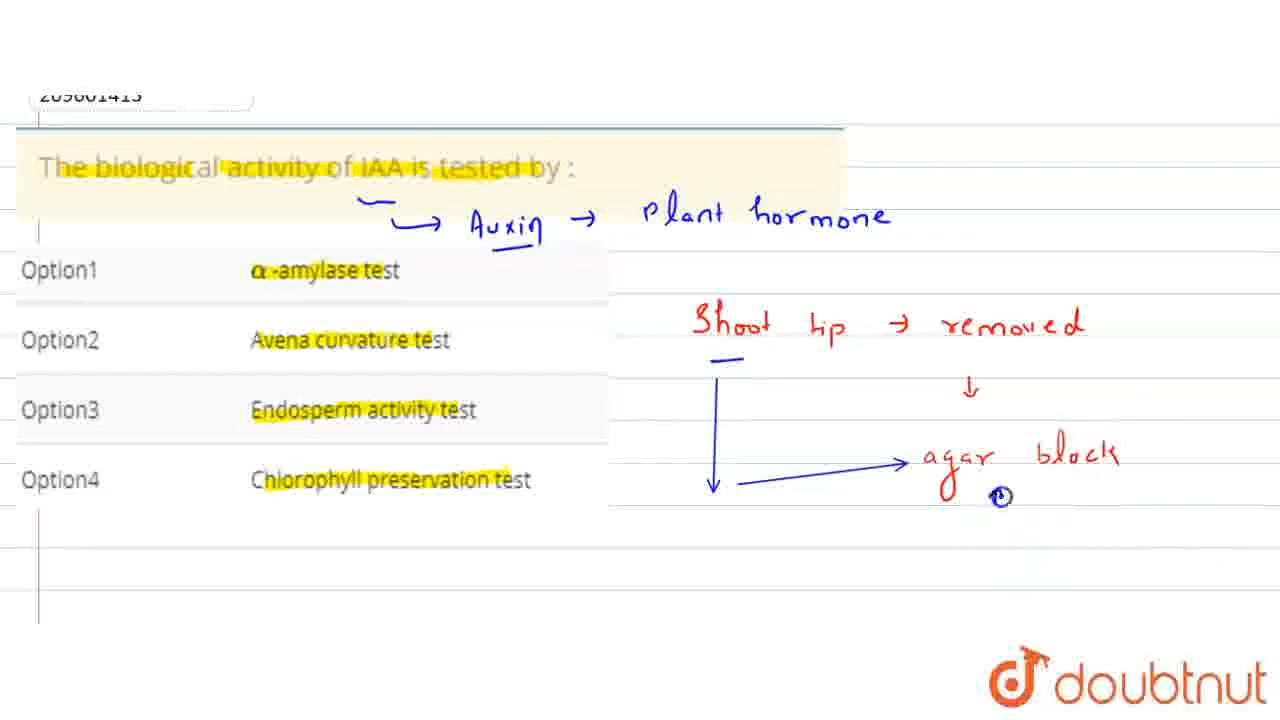 209801415
The biological activity of IAA is tested by :
Auxin → Plant hormone
Option1 α -amylase test
Option2 Avena curvature test
Option3 Endosperm activity test
Option4 Chlorophyll preservation test
Shoot tip → removed
agar block
doubtnut